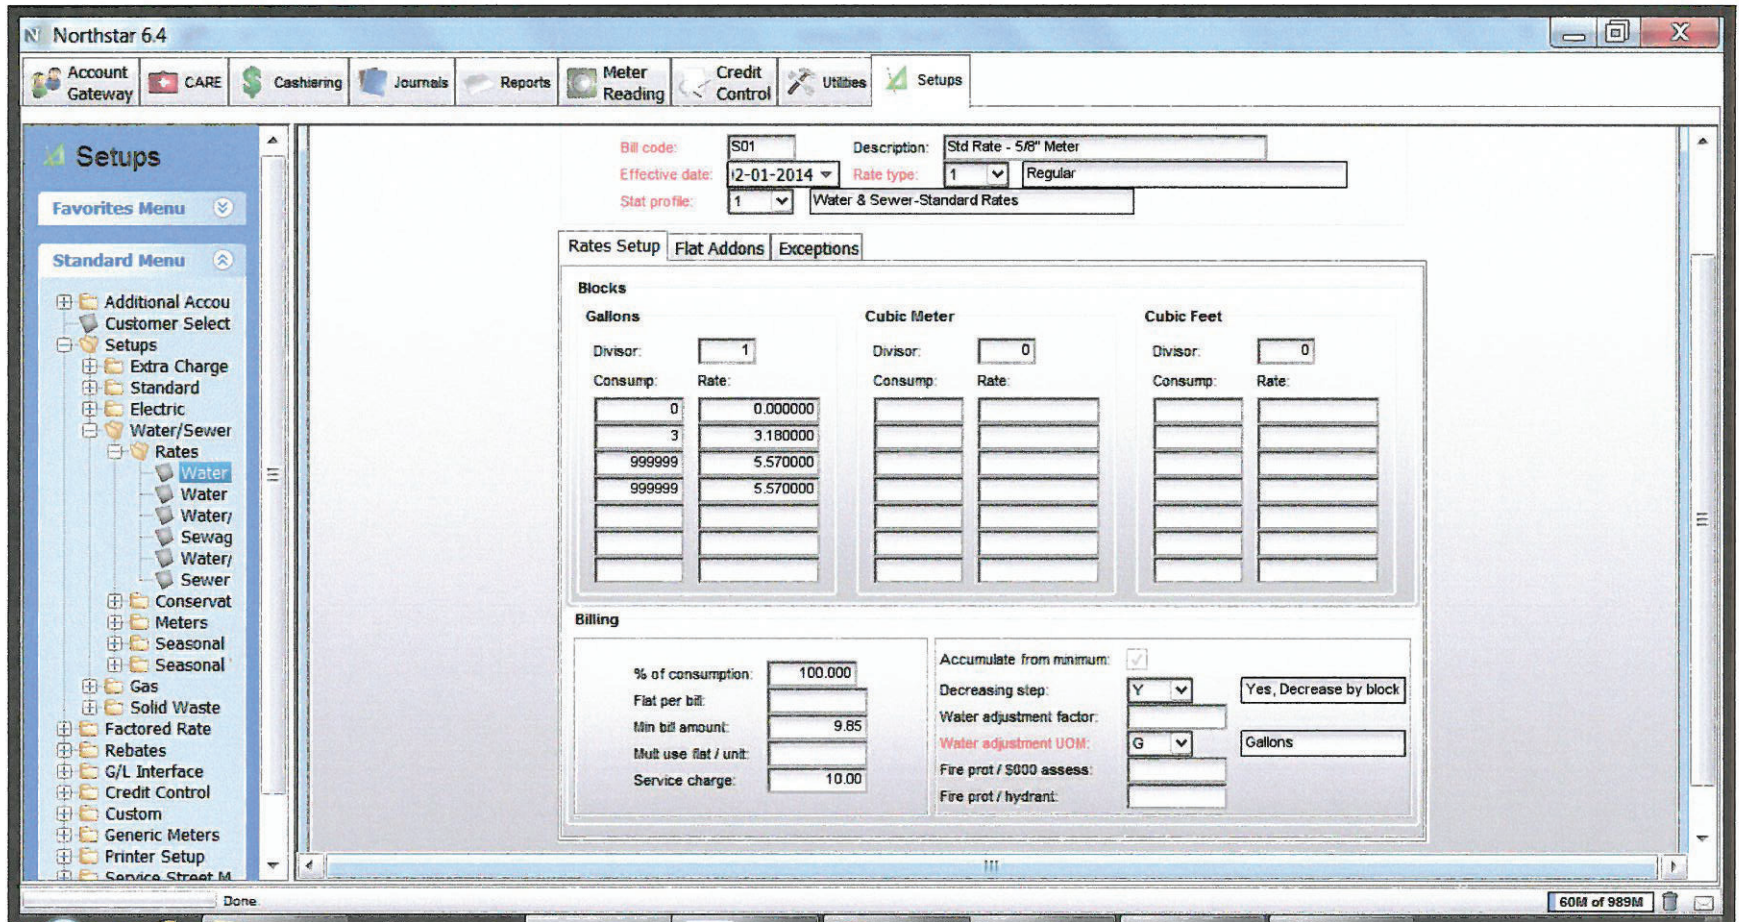 Northstar 6.4
Account Gateway CARE Cashiering Journals Reports Meter Reading Credit Control Utilities Setups
Setups
Favorites Menu
Standard Menu
Additional Accou
Customer Select
Setups
Extra Charge
Standard
Electric
Water/Sewer
Rates
Water
Water
Water/
Sewag
Water/
Sewer
Conservat
Meters
Seasonal
Seasonal
Gas
Solid Waste
Factored Rate
Rebates
G/L Interface
Credit Control
Custom
Generic Meters
Printer Setup
Service Street M
Bill code: S01 Description: Std Rate - 5/8" Meter
Effective date: 2-01-2014 Rate type: 1 Regular
Stat profile: 1 Water & Sewer-Standard Rates
Rates Setup Flat Addons Exceptions
Blocks
Gallons Cubic Meter Cubic Feet
Divisor: 1 Divisor: 0 Divisor: 0
Consump: Rate: Consump: Rate: Consump: Rate:
0 0.000000
3 3.180000
999999 5.570000
999999 5.570000
Billing
% of consumption: 100.000
Flat per bill:
Min bill amount: 9.85
Mult use flat / unit:
Service charge: 10.00
Accumulate from minimum:
Decreasing step: Y Yes, Decrease by block
Water adjustment factor:
Water adjustment UOM: G Gallons
Fire prot / $000 assess:
Fire prot / hydrant:
Done
60M of 989M